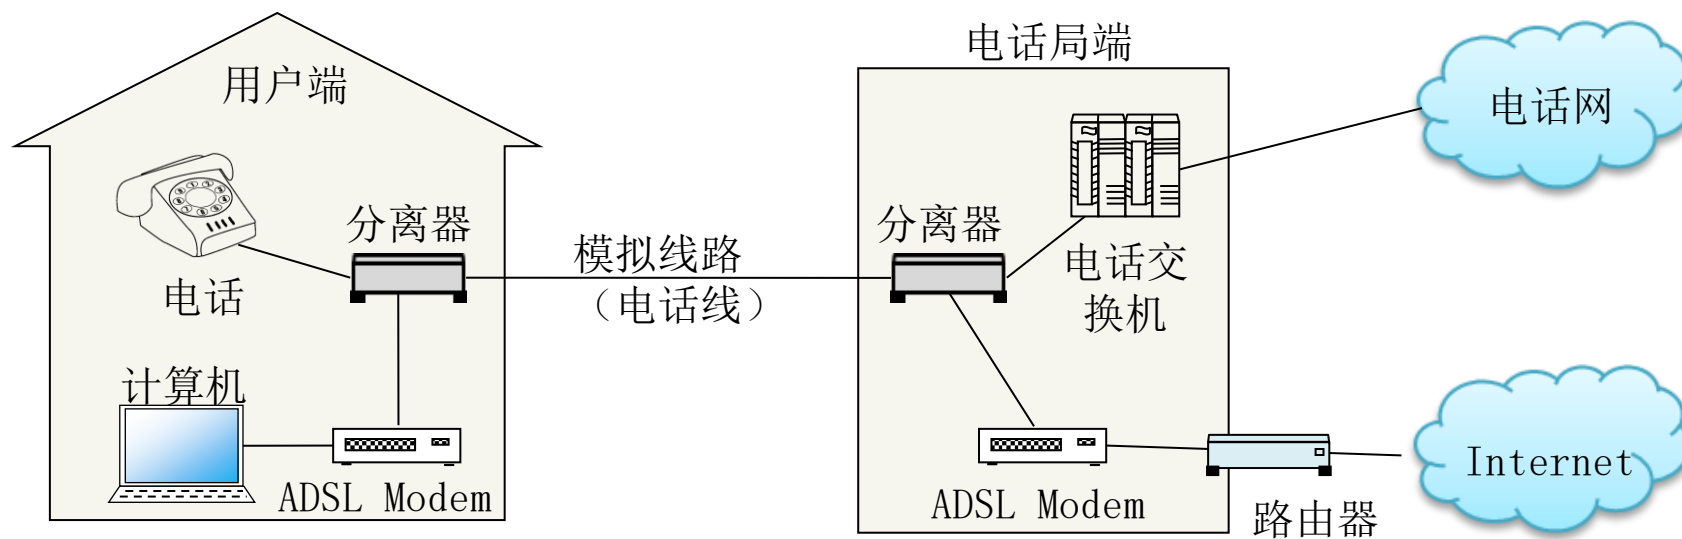 用户端
电话局端
电话网
分离器
分离器
模拟线路
（电话线）
电话交
换机
电话
计算机
ADSL Modem
ADSL Modem
路由器
Internet